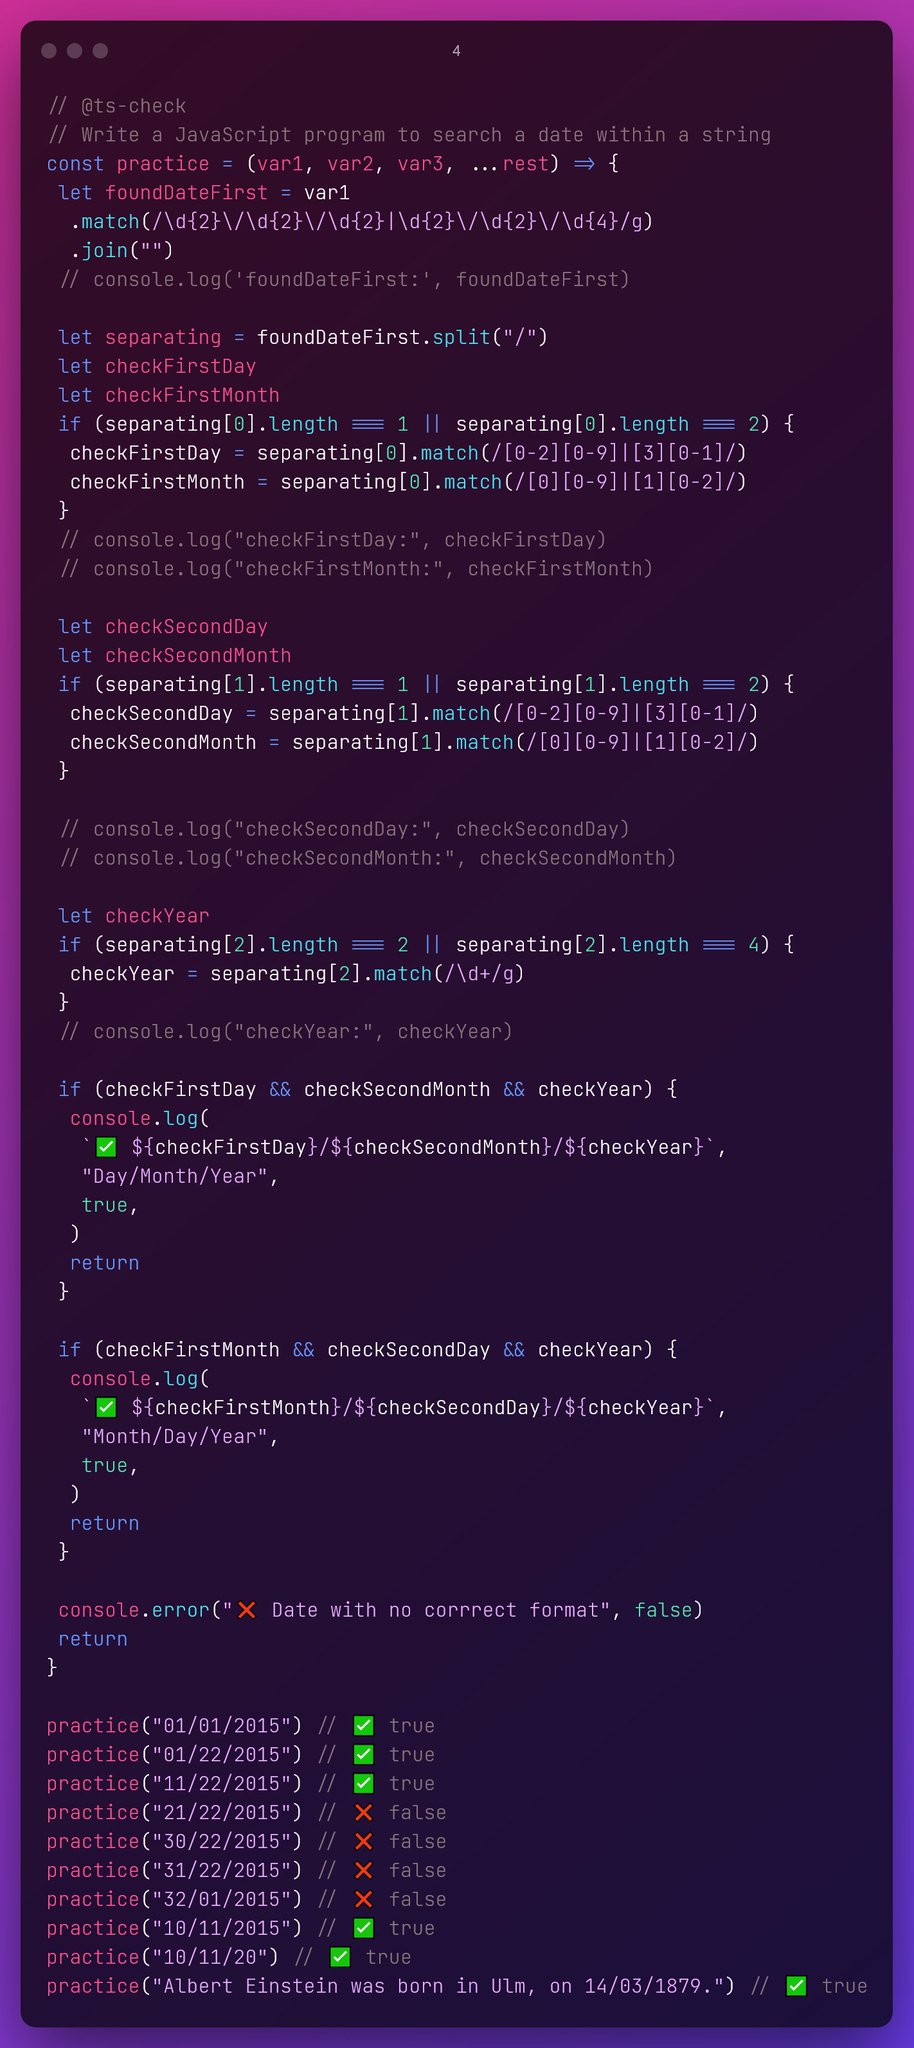 4
// @ts-check
// Write a JavaScript program to search a date within a string
const practice = (var1, var2, var3, ...rest) => {
 let foundDateFirst = var1
  .match(/\d{2}\/\d{2}\/\d{2}|\d{2}\/\d{2}\/\d{4}/g)
  .join("")
 // console.log('foundDateFirst:', foundDateFirst)

 let separating = foundDateFirst.split("/")
 let checkFirstDay
 let checkFirstMonth
 if (separating[0].length === 1 || separating[0].length === 2) {
  checkFirstDay = separating[0].match(/[0-2][0-9]|[3][0-1]/)
  checkFirstMonth = separating[0].match(/[0][0-9]|[1][0-2]/)
 }
 // console.log("checkFirstDay:", checkFirstDay)
 // console.log("checkFirstMonth:", checkFirstMonth)

 let checkSecondDay
 let checkSecondMonth
 if (separating[1].length === 1 || separating[1].length === 2) {
  checkSecondDay = separating[1].match(/[0-2][0-9]|[3][0-1]/)
  checkSecondMonth = separating[1].match(/[0][0-9]|[1][0-2]/)
 }

 // console.log("checkSecondDay:", checkSecondDay)
 // console.log("checkSecondMonth:", checkSecondMonth)

 let checkYear
 if (separating[2].length === 2 || separating[2].length === 4) {
  checkYear = separating[2].match(/\d+/g)
 }
 // console.log("checkYear:", checkYear)

 if (checkFirstDay && checkSecondMonth && checkYear) {
  console.log(
   `✅ ${checkFirstDay}/${checkSecondMonth}/${checkYear}`,
   "Day/Month/Year",
   true,
  )
  return
 }

 if (checkFirstMonth && checkSecondDay && checkYear) {
  console.log(
   `✅ ${checkFirstMonth}/${checkSecondDay}/${checkYear}`,
   "Month/Day/Year",
   true,
  )
  return
 }

 console.error("❌ Date with no corrrect format", false)
 return
}

practice("01/01/2015") // ✅ true
practice("01/22/2015") // ✅ true
practice("11/22/2015") // ✅ true
practice("21/22/2015") // ❌ false
practice("30/22/2015") // ❌ false
practice("31/22/2015") // ❌ false
practice("32/01/2015") // ❌ false
practice("10/11/2015") // ✅ true
practice("10/11/20") // ✅ true
practice("Albert Einstein was born in Ulm, on 14/03/1879.") // ✅ true